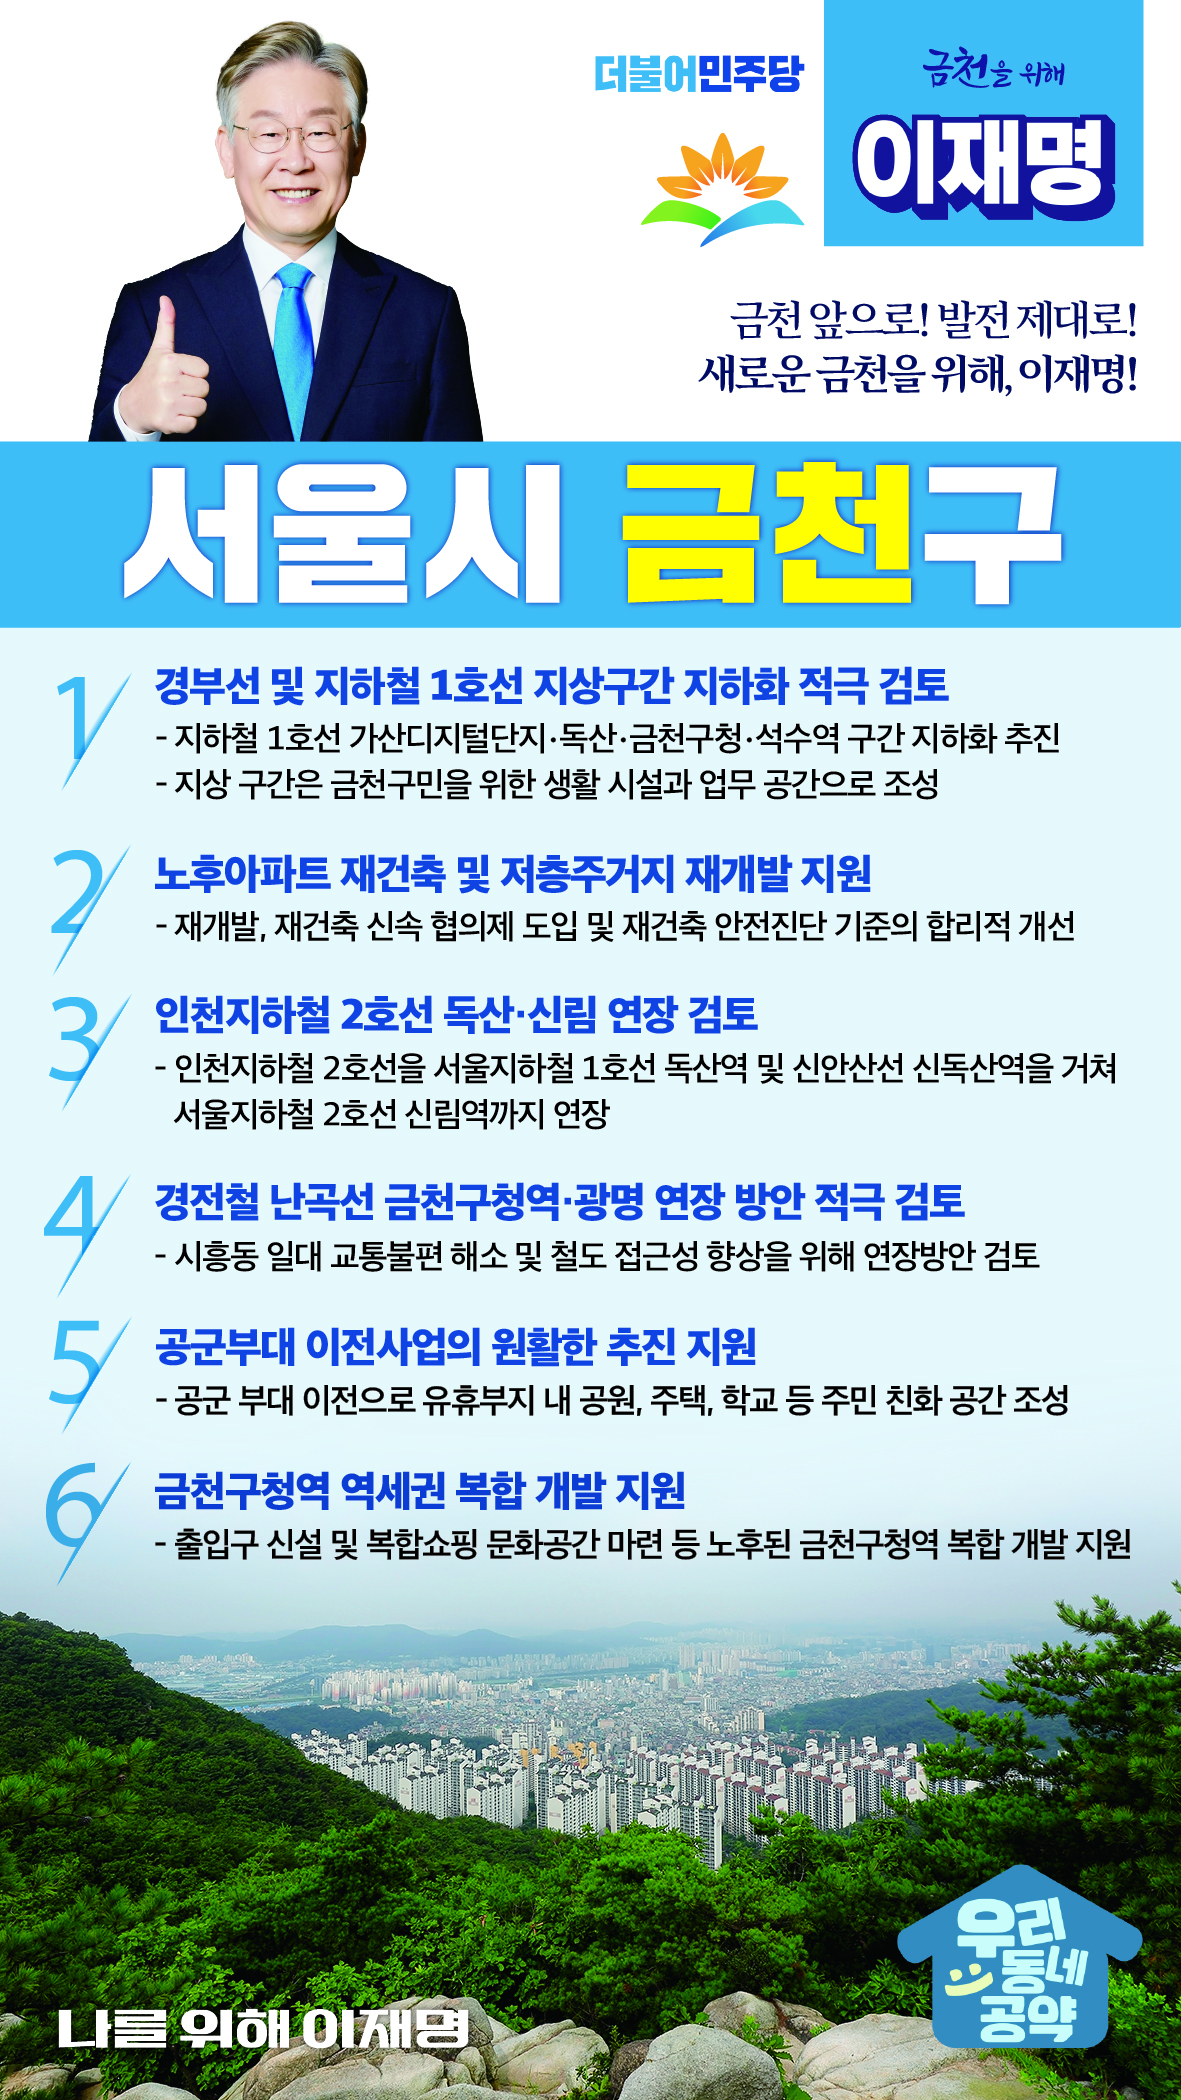 더불어민주당
금천을 위해
이재명
금천 앞으로! 발전 제대로!
새로운 금천을 위해, 이재명!
서울시 금천구
1
경부선 및 지하철 1호선 지상구간 지하화 적극 검토
- 지하철 1호선 가산디지털단지·독산·금천구청·석수역 구간 지하화 추진
- 지상 구간은 금천구민을 위한 생활 시설과 업무 공간으로 조성
2
노후아파트 재건축 및 저층주거지 재개발 지원
- 재개발, 재건축 신속 협의제 도입 및 재건축 안전진단 기준의 합리적 개선
3
인천지하철 2호선 독산·신림 연장 검토
- 인천지하철 2호선을 서울지하철 1호선 독산역 및 신안산선 신독산역을 거쳐
서울지하철 2호선 신림역까지 연장
4
경전철 난곡선 금천구청역·광명 연장 방안 적극 검토
- 시흥동 일대 교통불편 해소 및 철도 접근성 향상을 위해 연장방안 검토
5
공군부대 이전사업의 원활한 추진 지원
- 공군 부대 이전으로 유휴부지 내 공원, 주택, 학교 등 주민 친화 공간 조성
6
금천구청역 역세권 복합 개발 지원
- 출입구 신설 및 복합쇼핑 문화공간 마련 등 노후된 금천구청역 복합 개발 지원
우리
동네
공약
나를 위해 이재명